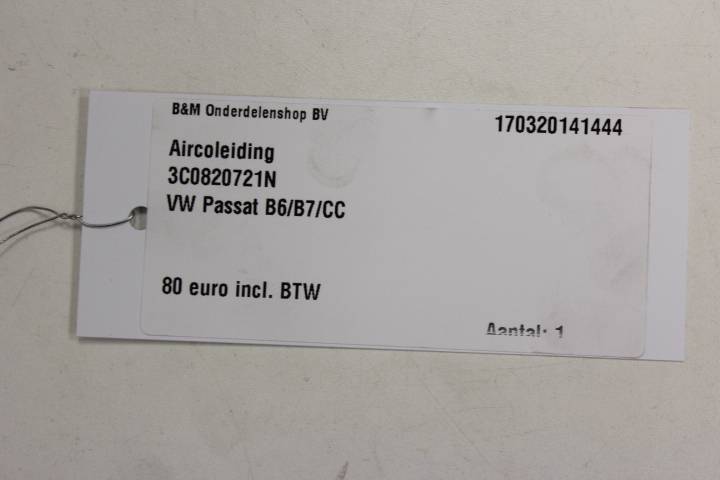 B&M Onderdelenshop BV
170320141444
Aircoleiding
3C0820721N
VW Passat B6/B7/CC
80 euro incl. BTW
Aantal: 1